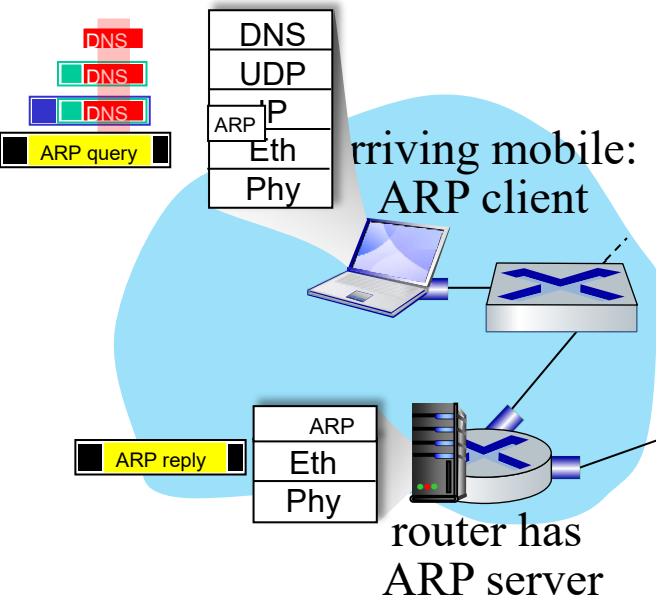 DNS
DNS
DNS
ARP query
DNS
UDP
IP
ARP
Eth
Phy
rriving mobile:
ARP client
ARP
Eth
Phy
ARP reply
router has
ARP server